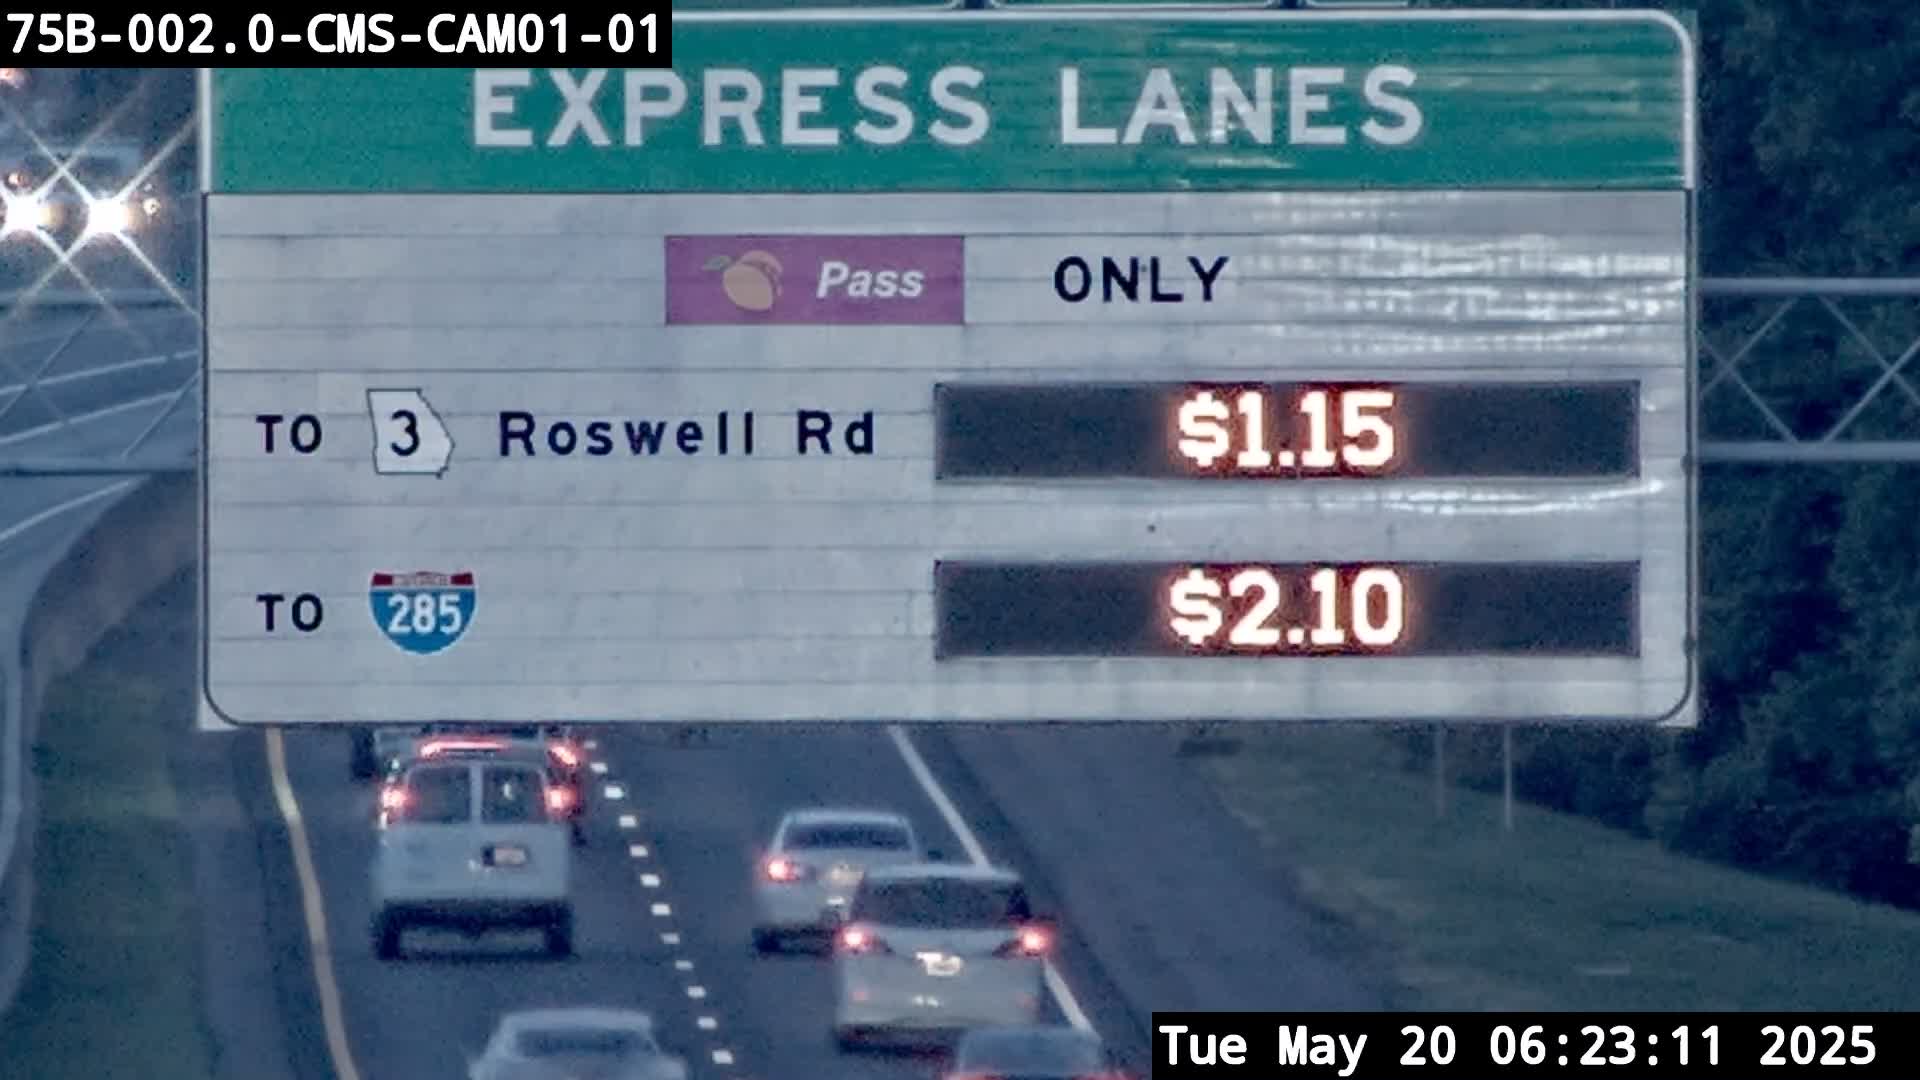 75B-002.0-CMS-CAM01-01
EXPRESS LANES
Pass ONLY
TO 3 Roswell Rd $1.15
TO 285 $2.10
Tue May 20 06:23:11 2025